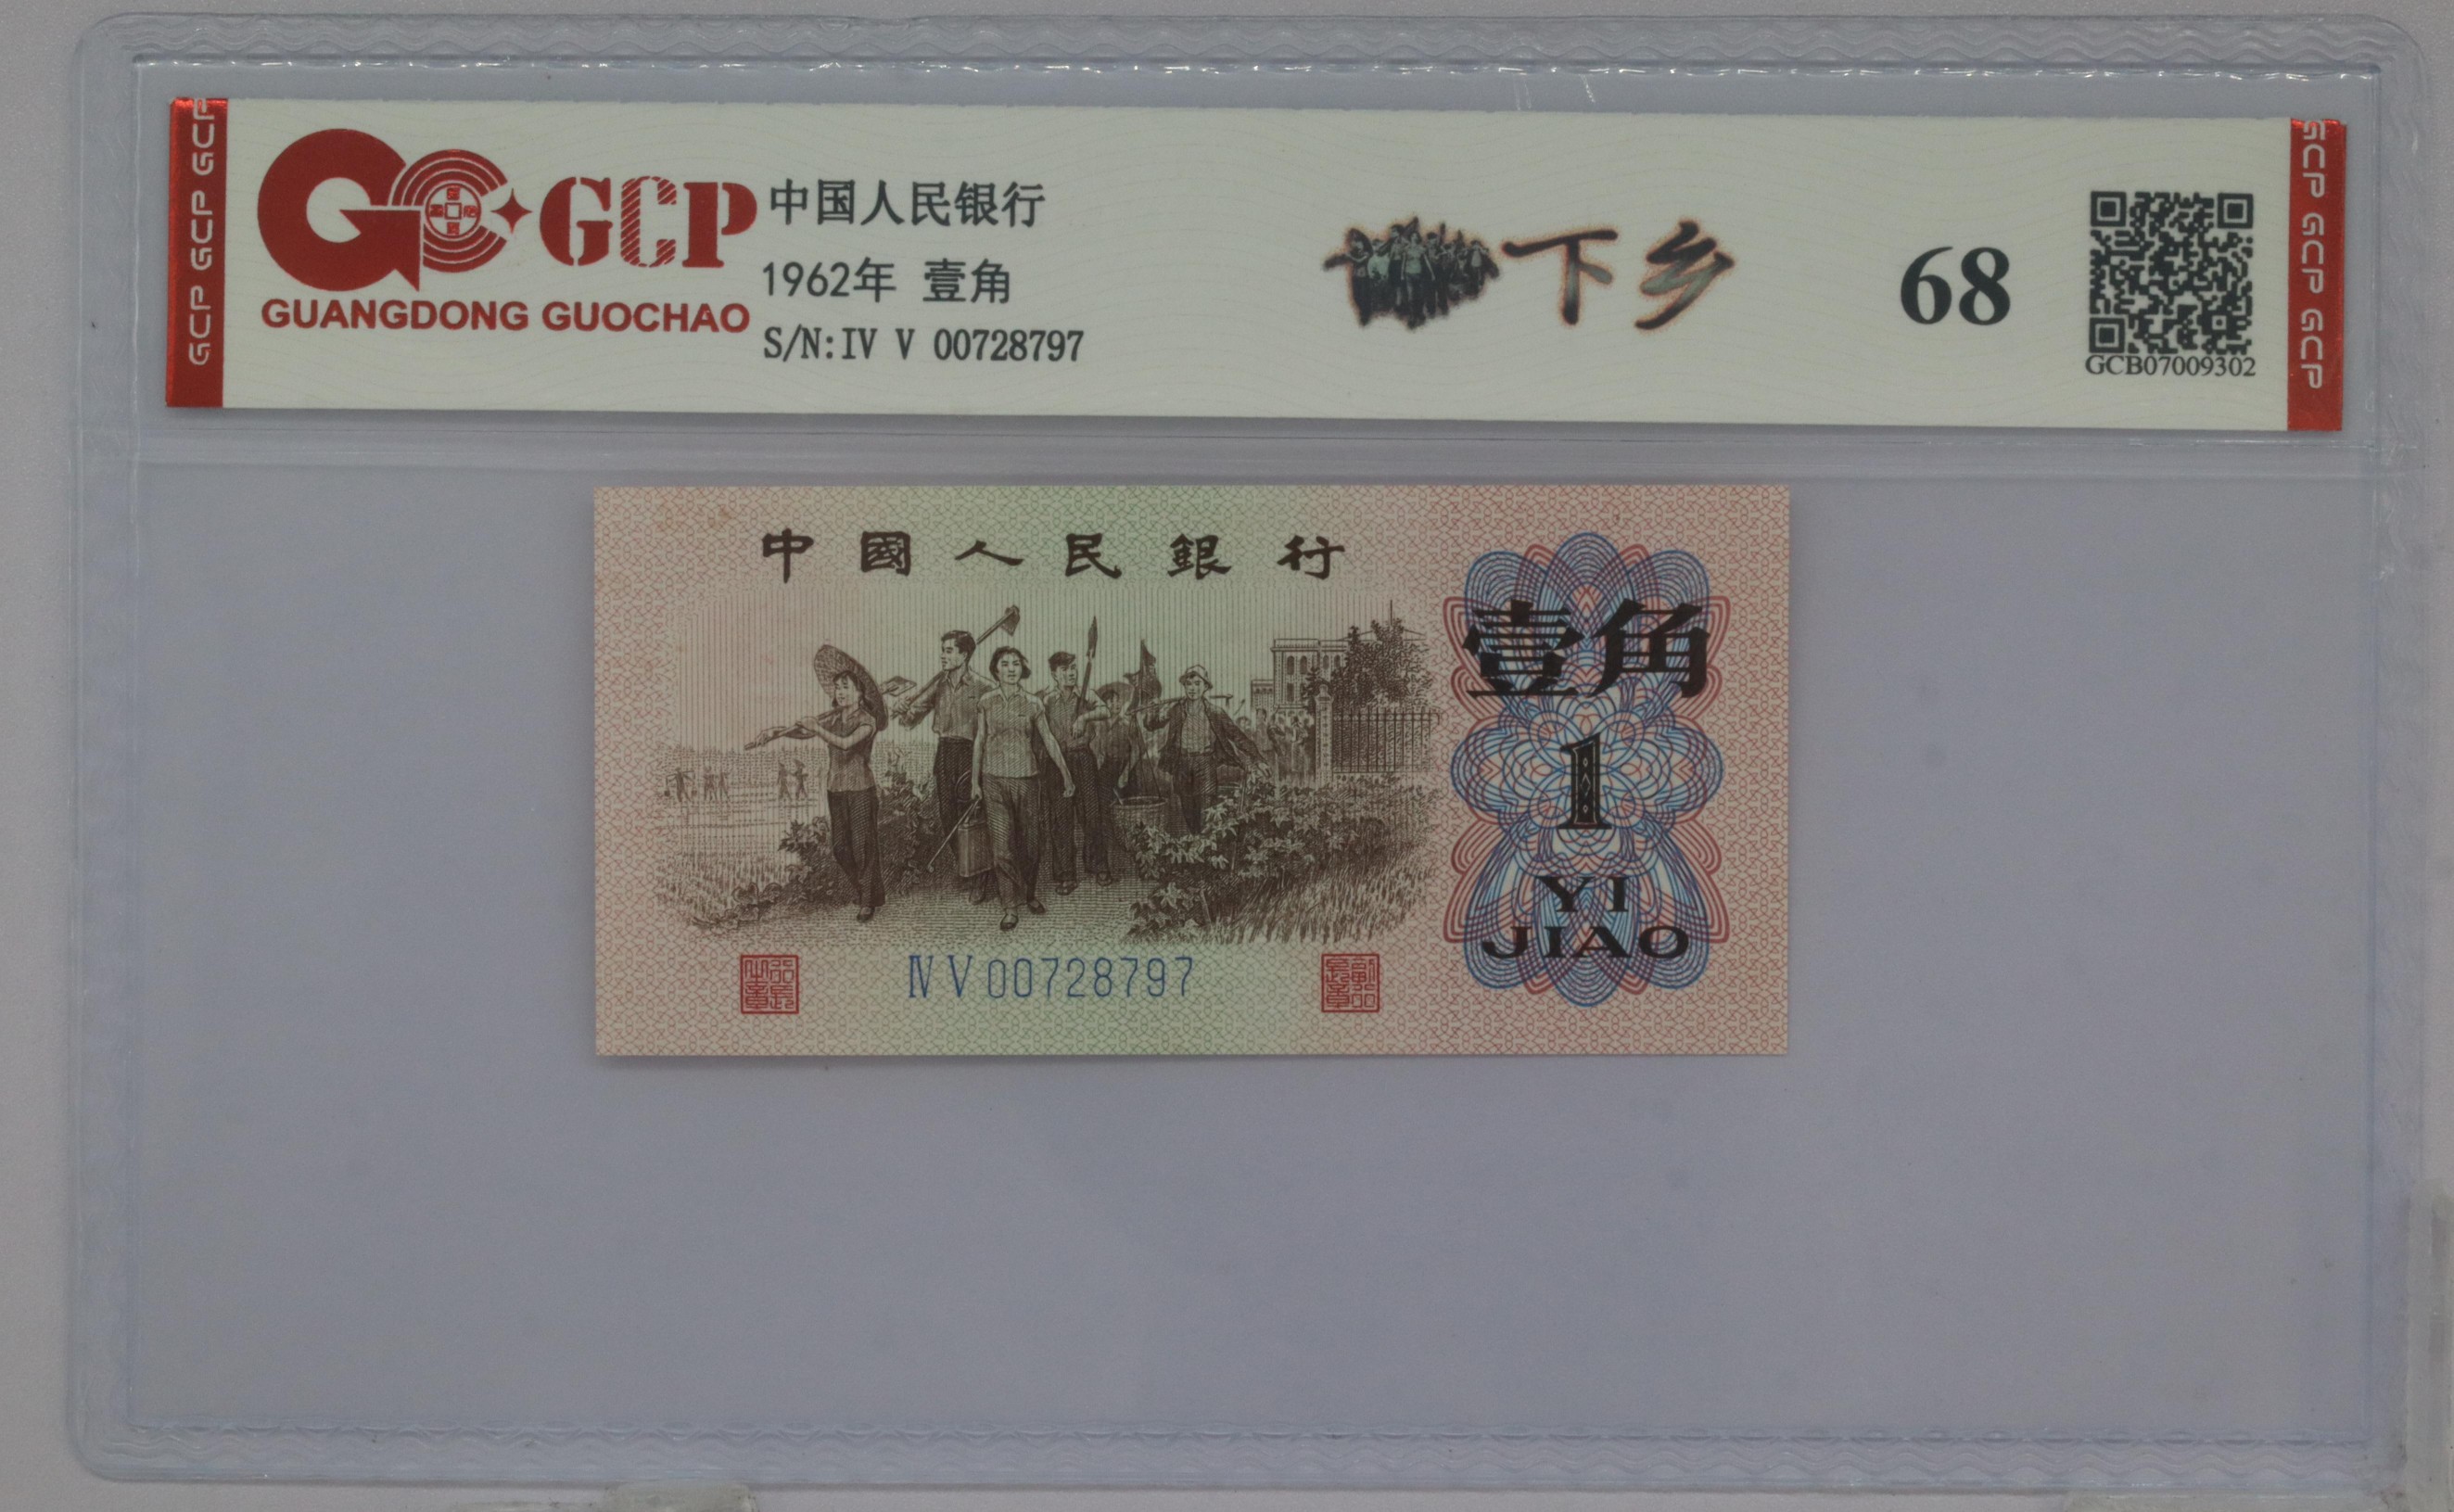 GCP GCP GCP
GCP
GUANGDONG GUOCHAO
中国人民银行
1962年 壹角
S/N:IV V 00728797
下乡
68
GCB07009302
GCP GCP GCP
中國人民銀行
壹角
1
YI
JIAO
ⅣⅤ00728797